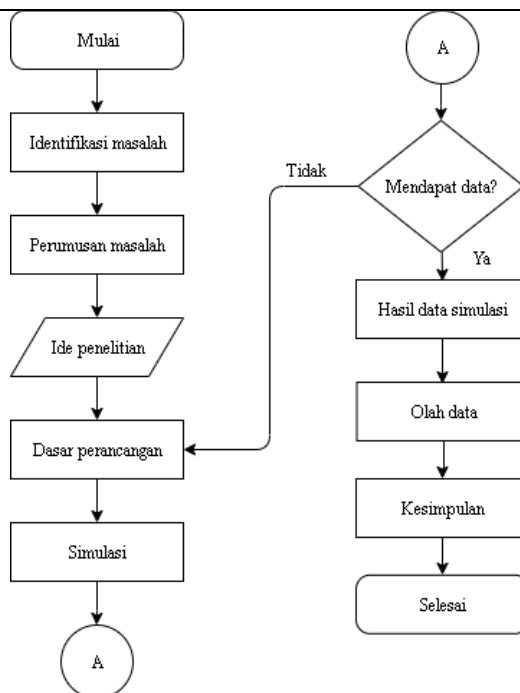 Mulai
Identifikasi masalah
Perumusan masalah
Ide penelitian
Dasar perancangan
Simulasi
A
A
Mendapat data?
Tidak
Ya
Hasil data simulasi
Olah data
Kesimpulan
Selesai